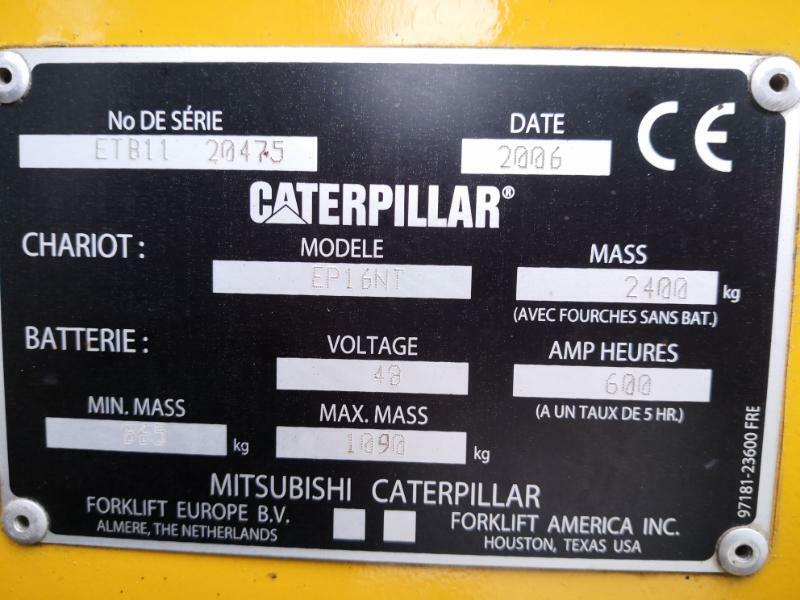 No DE SÉRIE
ETB11 20475
DATE
2006
CE
CATERPILLAR®
CHARIOT :
MODELE
EP16NT
MASS
2400 kg
(AVEC FOURCHES SANS BAT.)
BATTERIE :
VOLTAGE
48
AMP HEURES
600
(A UN TAUX DE 5 HR.)
MIN. MASS
kg
MAX. MASS
1090 kg
MITSUBISHI CATERPILLAR
FORKLIFT EUROPE B.V.
ALMERE, THE NETHERLANDS
FORKLIFT AMERICA INC.
HOUSTON, TEXAS USA
97181-23600 FRE